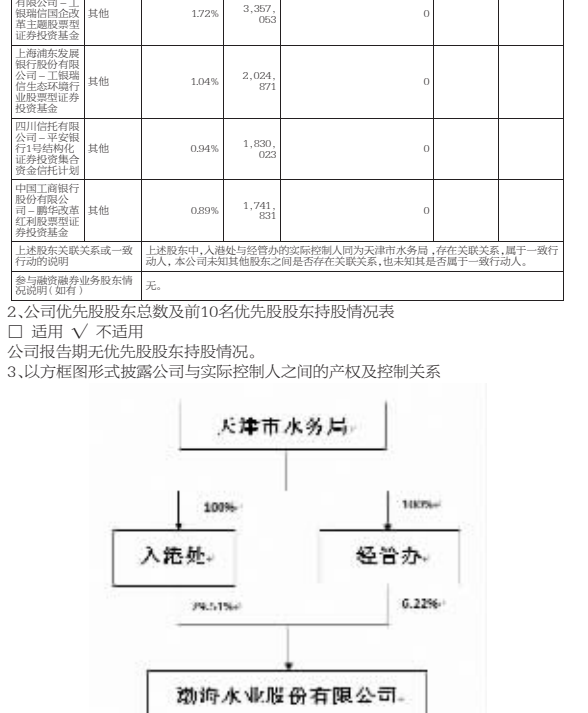 有限公司－工
银瑞信国企改
革主题股票型
证券投资基金
其他
1.72%
3,357,
053
0
上海浦东发展
银行股份有限
公司－工银瑞
信生态环境行
业股票型证券
投资基金
其他
1.04%
2,024,
871
0
四川信托有限
公司－平安银
行1号结构化
证券投资集合
资金信托计划
其他
0.94%
1,830,
023
0
中国工商银行
股份有限公
司－鹏华改革
红利股票型证
券投资基金
其他
0.89%
1,741,
831
0
上述股东关联关系或一致
行动的说明
上述股东中,入港处与经管办的实际控制人同为天津市水务局,存在关联关系,属于一致行
动人，本公司未知其他股东之间是否存在关联关系,也未知其是否属于一致行动人。
参与融资融券业务股东情
况说明（如有）
无。
2、公司优先股股东总数及前10名优先股股东持股情况表
□ 适用 √ 不适用
公司报告期无优先股股东持股情况。
3、以方框图形式披露公司与实际控制人之间的产权及控制关系
天津市水务局
100%
100%
入港处
经管办
29.51%
6.22%
渤海水业股份有限公司